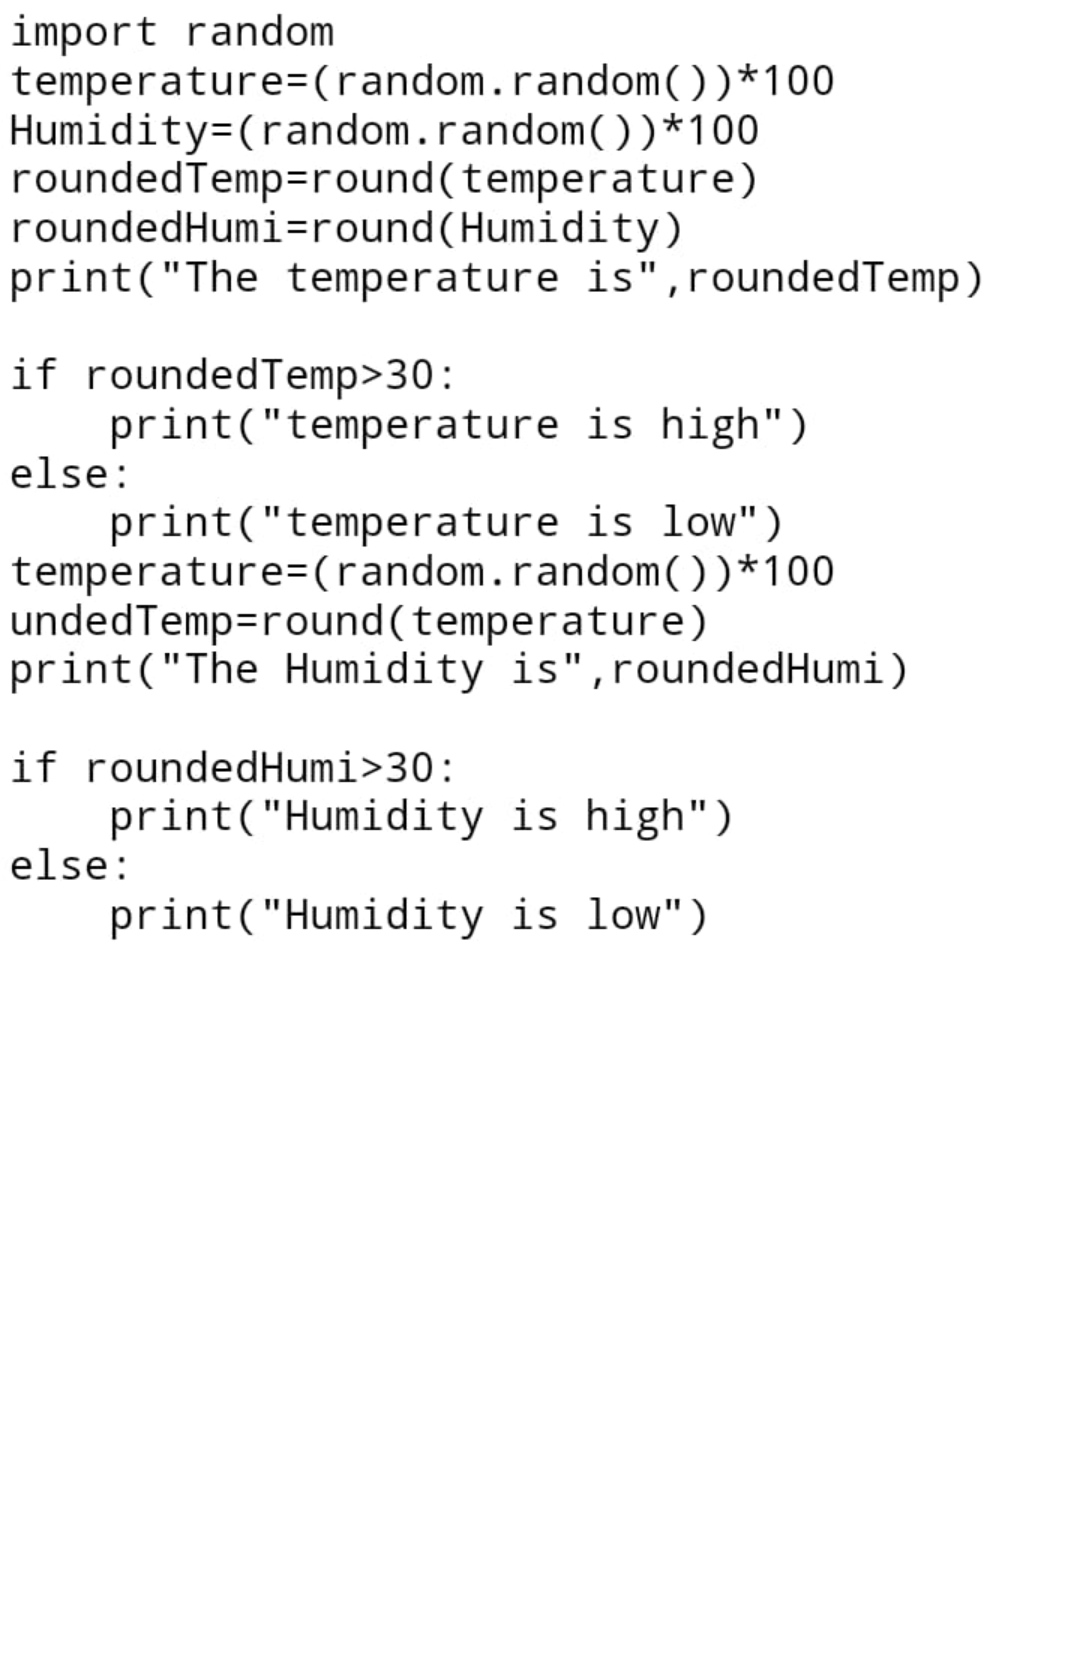 import random
temperature=(random.random())*100
Humidity=(random.random())*100
roundedTemp=round(temperature)
roundedHumi=round(Humidity)
print("The temperature is",roundedTemp)

if roundedTemp>30:
    print("temperature is high")
else:
    print("temperature is low")
temperature=(random.random())*100
undedTemp=round(temperature)
print("The Humidity is",roundedHumi)

if roundedHumi>30:
    print("Humidity is high")
else:
    print("Humidity is low")